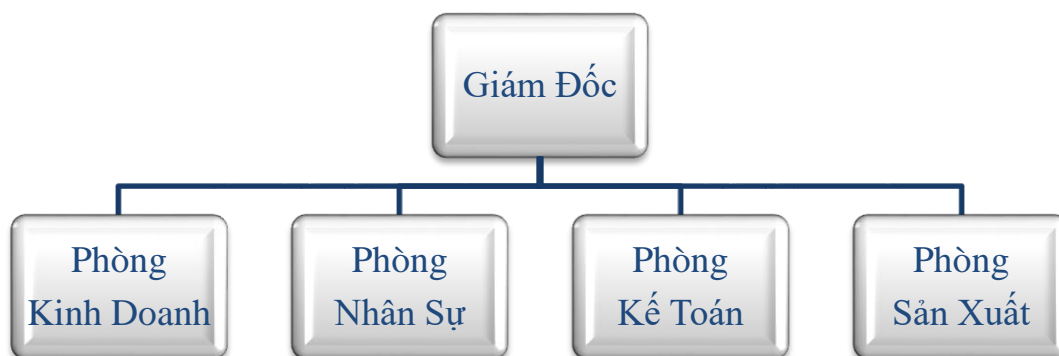 Giám Đốc
Phòng
Kinh Doanh
Phòng
Nhân Sự
Phòng
Kế Toán
Phòng
Sản Xuất